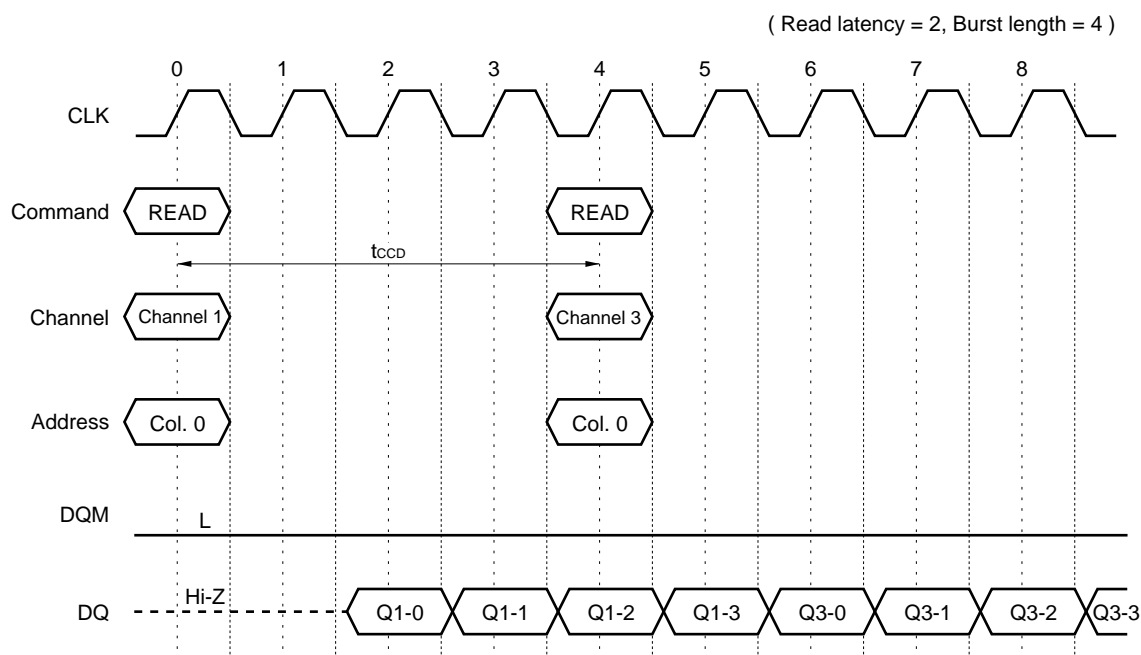 ( Read latency = 2, Burst length = 4 )
0 1 2 3 4 5 6 7 8
CLK
Command READ READ
tCCD
Channel Channel 1 Channel 3
Address Col. 0 Col. 0
DQM L
DQ Hi-Z Q1-0 Q1-1 Q1-2 Q1-3 Q3-0 Q3-1 Q3-2 Q3-3